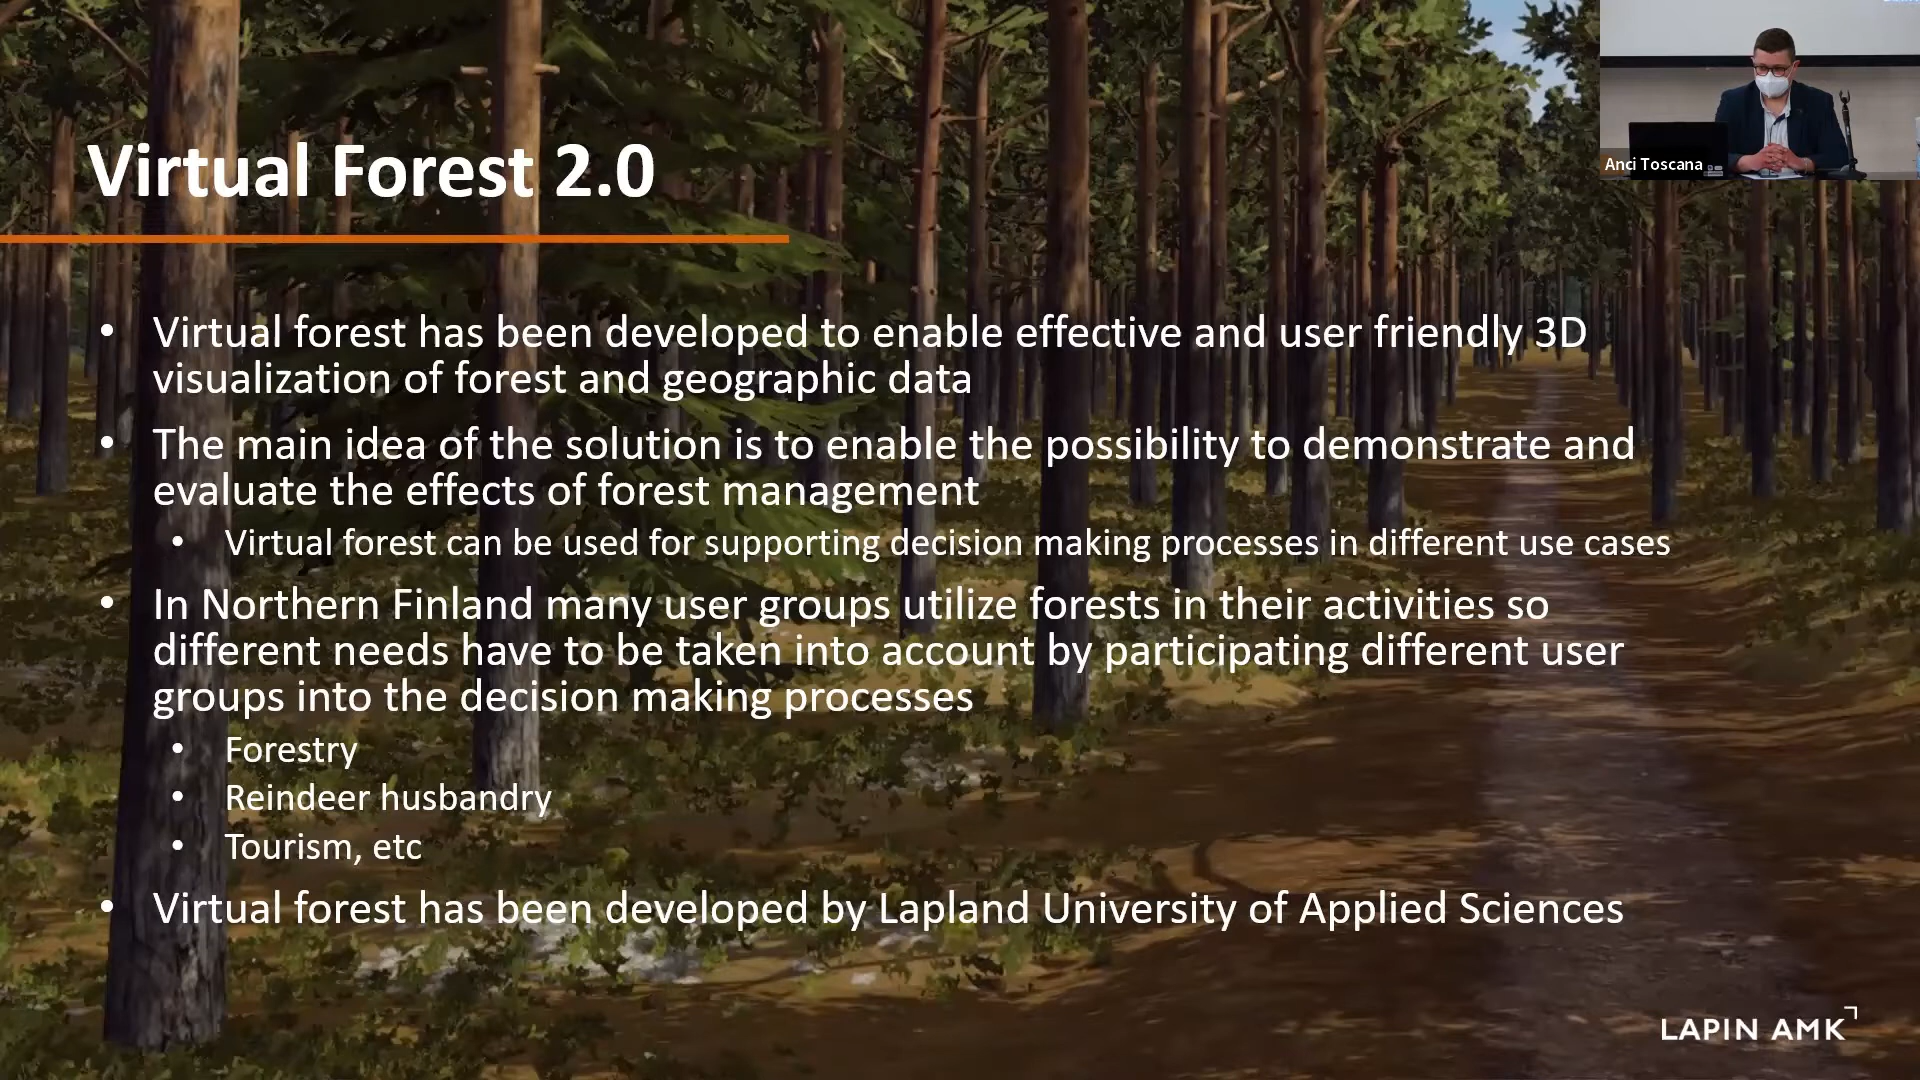 Virtual Forest 2.0
Anci Toscana
• Virtual forest has been developed to enable effective and user friendly 3D
visualization of forest and geographic data
• The main idea of the solution is to enable the possibility to demonstrate and
evaluate the effects of forest management
• Virtual forest can be used for supporting decision making processes in different use cases
• In Northern Finland many user groups utilize forests in their activities so
different needs have to be taken into account by participating different user
groups into the decision making processes
• Forestry
• Reindeer husbandry
• Tourism, etc
• Virtual forest has been developed by Lapland University of Applied Sciences
LAPIN AMK